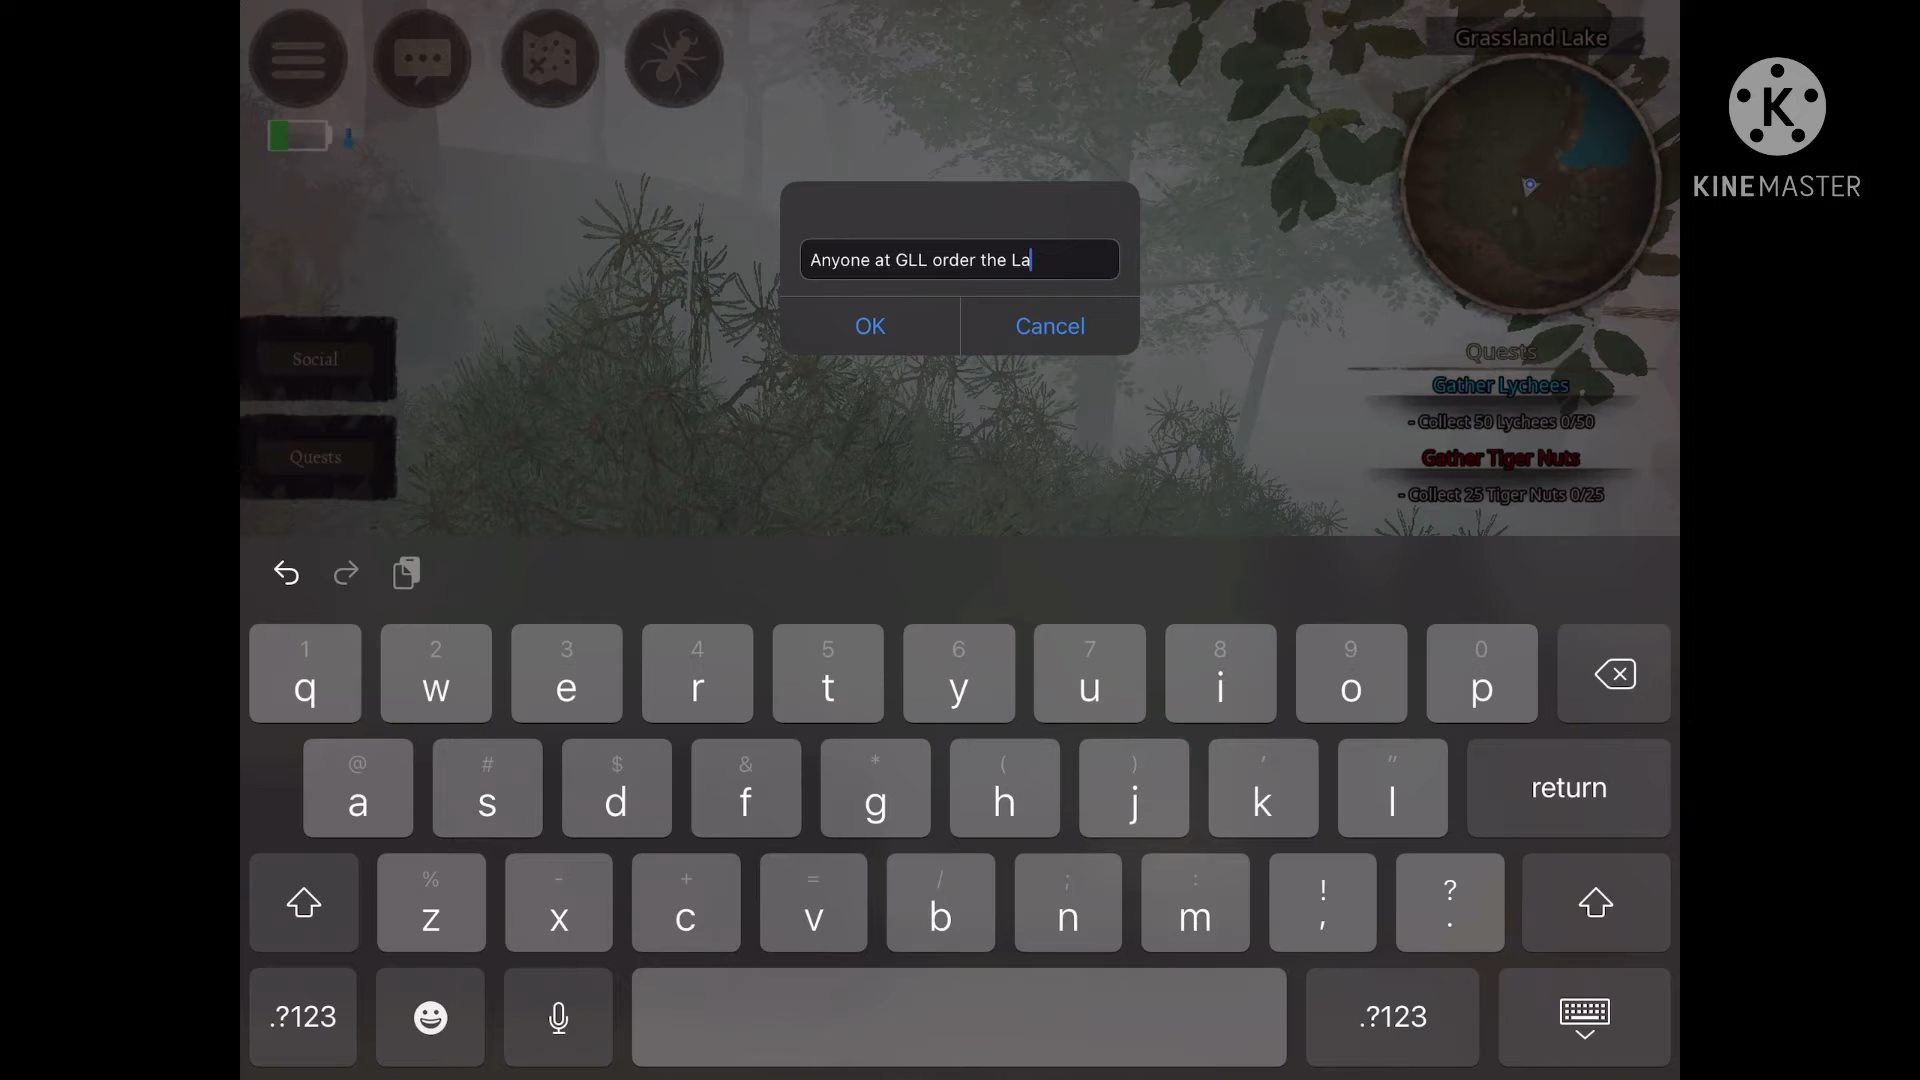 Grassland Lake
K
KINEMASTER
Anyone at GLL order the La
OK
Cancel
Social
Quests
Quests
Gather Lychees
- Collect 50 Lychees 0/50
Gather Tiger Nuts
- Collect 25 Tiger Nuts 0/25
1 2 3 4 5 6 7 8 9 0
q w e r t y u i o p
@ # $ & * ( ) ' "
a s d f g h j k l return
% - + = / ; : ! ?
z x c v b n m , .
.?123 .?123